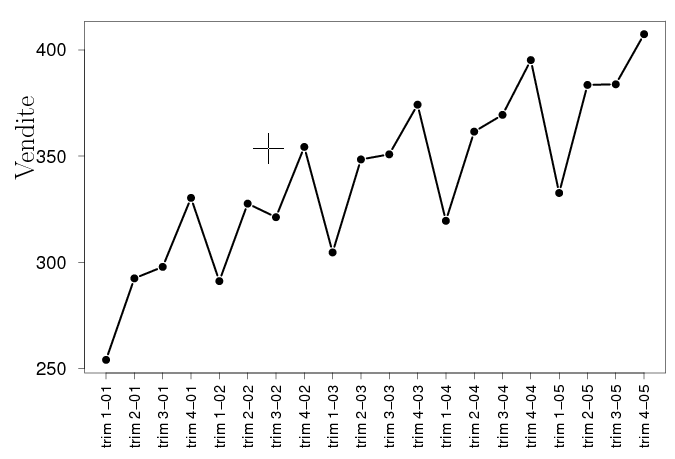 Vendite
400
350
300
250
trim 1–01
trim 2–01
trim 3–01
trim 4–01
trim 1–02
trim 2–02
trim 3–02
trim 4–02
trim 1–03
trim 2–03
trim 3–03
trim 4–03
trim 1–04
trim 2–04
trim 3–04
trim 4–04
trim 1–05
trim 2–05
trim 3–05
trim 4–05